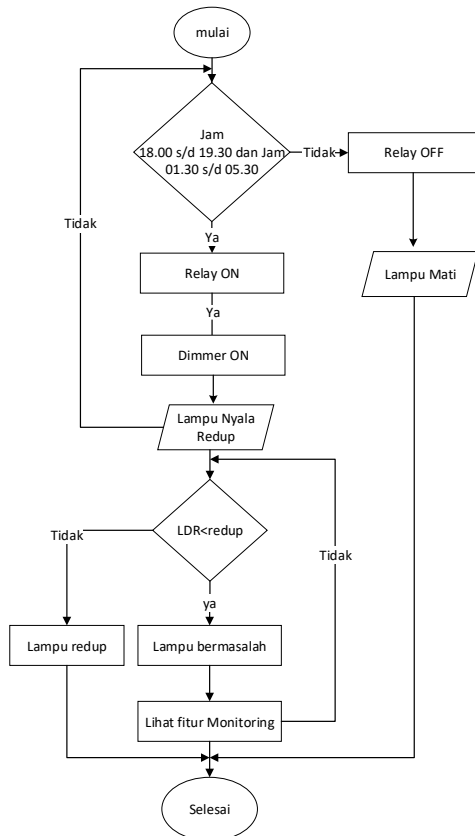 mulai
Jam
18.00 s/d 19.30 dan Jam
01.30 s/d 05.30
Tidak
Relay OFF
Tidak
Ya
Relay ON
Lampu Mati
Ya
Dimmer ON
Lampu Nyala
Redup
LDR<redup
Tidak
Tidak
ya
Lampu redup
Lampu bermasalah
Lihat fitur Monitoring
Selesai